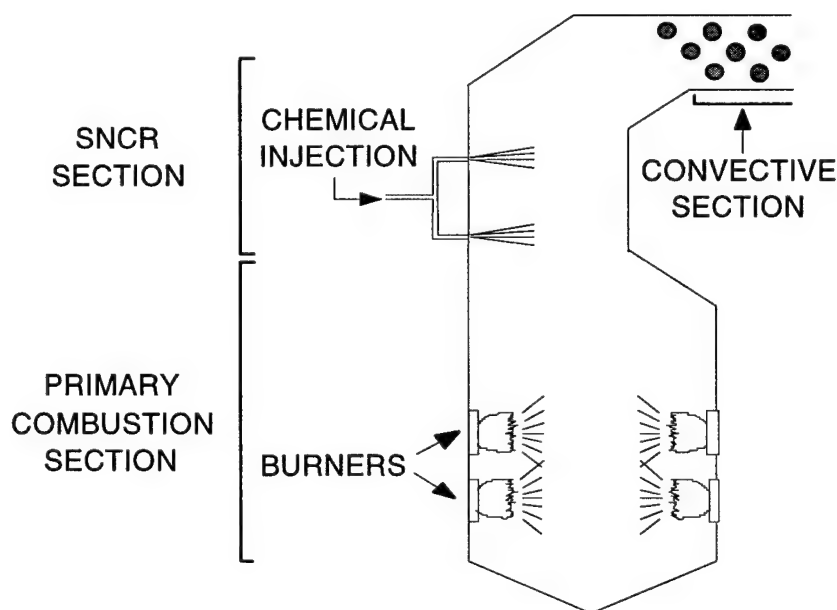 SNCR
SECTION
CHEMICAL
INJECTION
CONVECTIVE
SECTION
PRIMARY
COMBUSTION
SECTION
BURNERS